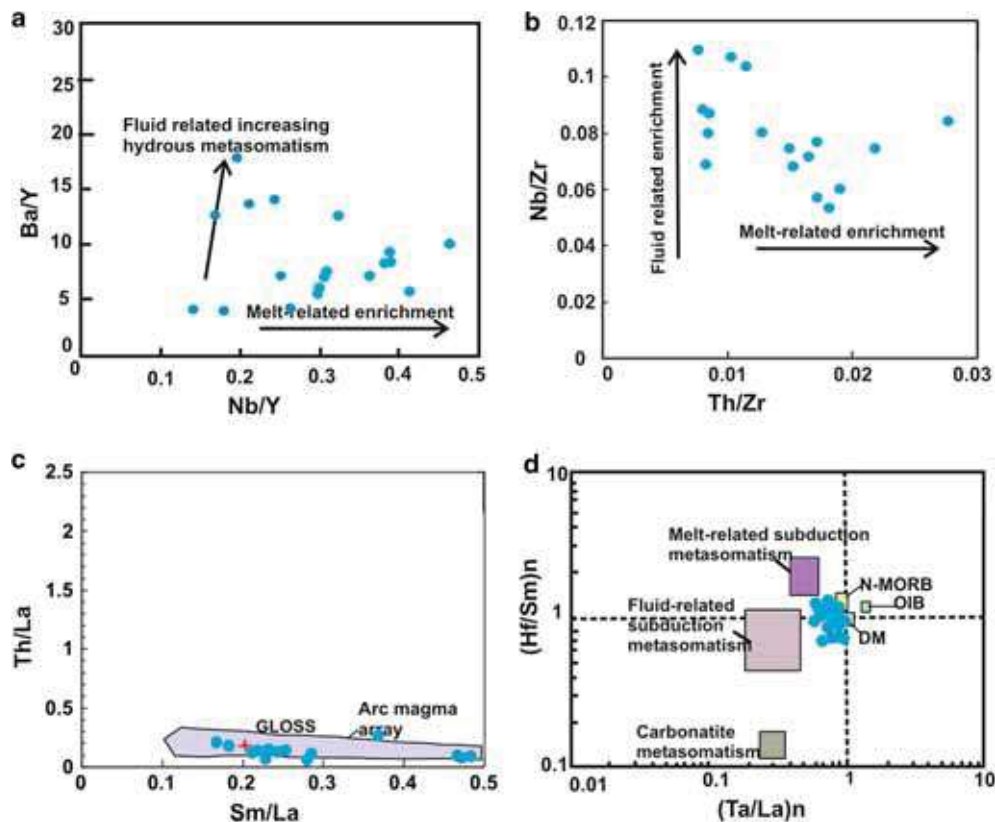 a
30
25
20
15
10
5
0
Ba/Y
Fluid related increasing
hydrous metasomatism
Melt-related enrichment
0
0.1
0.2
0.3
0.4
0.5
Nb/Y
b
0.1
0.08
0.06
0.04
0.02
0
Nb/Zr
Fluid related enrichment
Melt-related enrichment
0
0.01
0.02
0.03
Th/Zr
c
2.5
2
1.5
1
0.5
0
Th/La
GLOSS
Arc magma
array
0
0.1
0.2
0.3
0.4
0.5
Sm/La
d
10
1
0.1
(Hf/Sm)n
Melt-related subduction
metasomatism
N-MORB
OIB
Fluid-related
subduction
metasomatism
DM
Carbonatite
metasomatism
0.01
0.1
1
10
(Ta/La)n